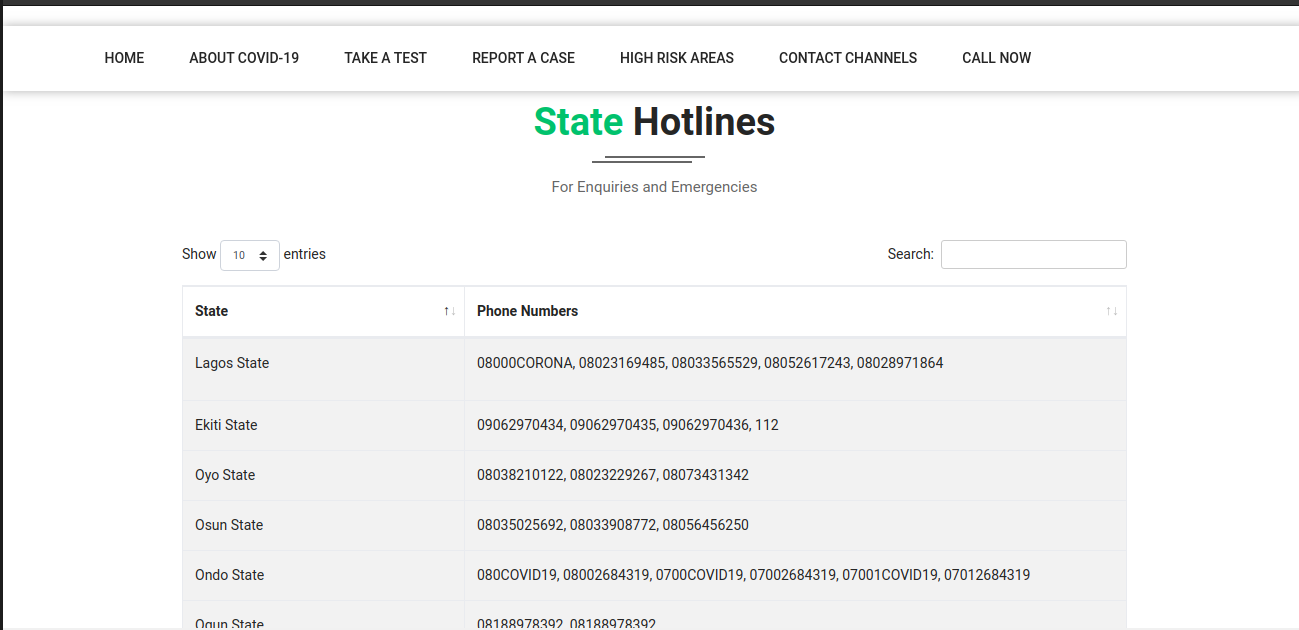 HOME ABOUT COVID-19 TAKE A TEST REPORT A CASE HIGH RISK AREAS CONTACT CHANNELS CALL NOW
State Hotlines
For Enquiries and Emergencies
Show 10 entries Search:
State Phone Numbers
Lagos State 08000CORONA, 08023169485, 08033565529, 08052617243, 08028971864
Ekiti State 09062970434, 09062970435, 09062970436, 112
Oyo State 08038210122, 08023229267, 08073431342
Osun State 08035025692, 08033908772, 08056456250
Ondo State 080COVID19, 08002684319, 0700COVID19, 07002684319, 07001COVID19, 07012684319
Ogun State 08188978392, 08188978392